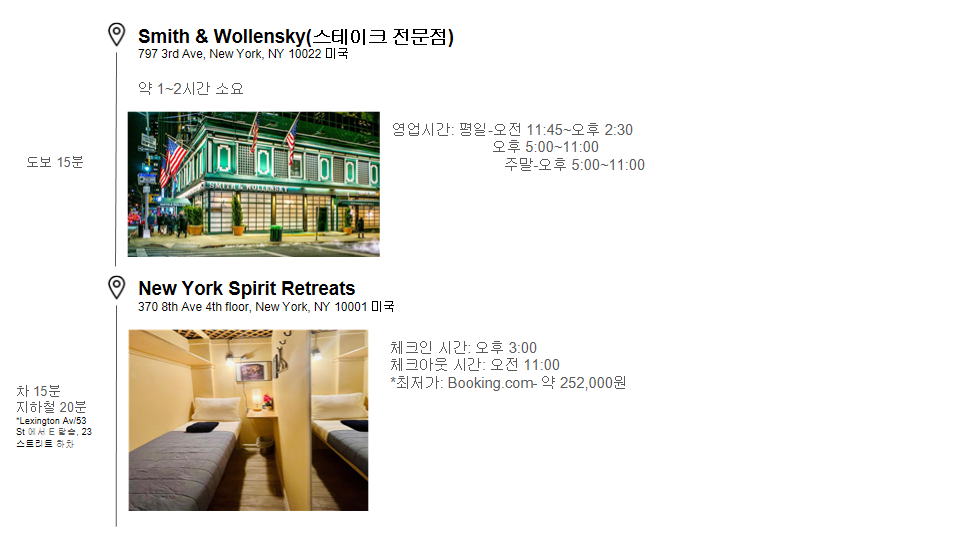 Smith & Wollensky(스테이크 전문점)
797 3rd Ave, New York, NY 10022 미국
약 1~2시간 소요
도보 15분
SMITH & WOLLENSKY
영업시간: 평일-오전 11:45~오후 2:30
오후 5:00~11:00
주말-오후 5:00~11:00
New York Spirit Retreats
370 8th Ave 4th floor, New York, NY 10001 미국
체크인 시간: 오후 3:00
체크아웃 시간: 오전 11:00
*최저가: Booking.com- 약 252,000원
차 15분
지하철 20분
*Lexington Av/53
St 에서 E 탑승, 23
스트리트 하차